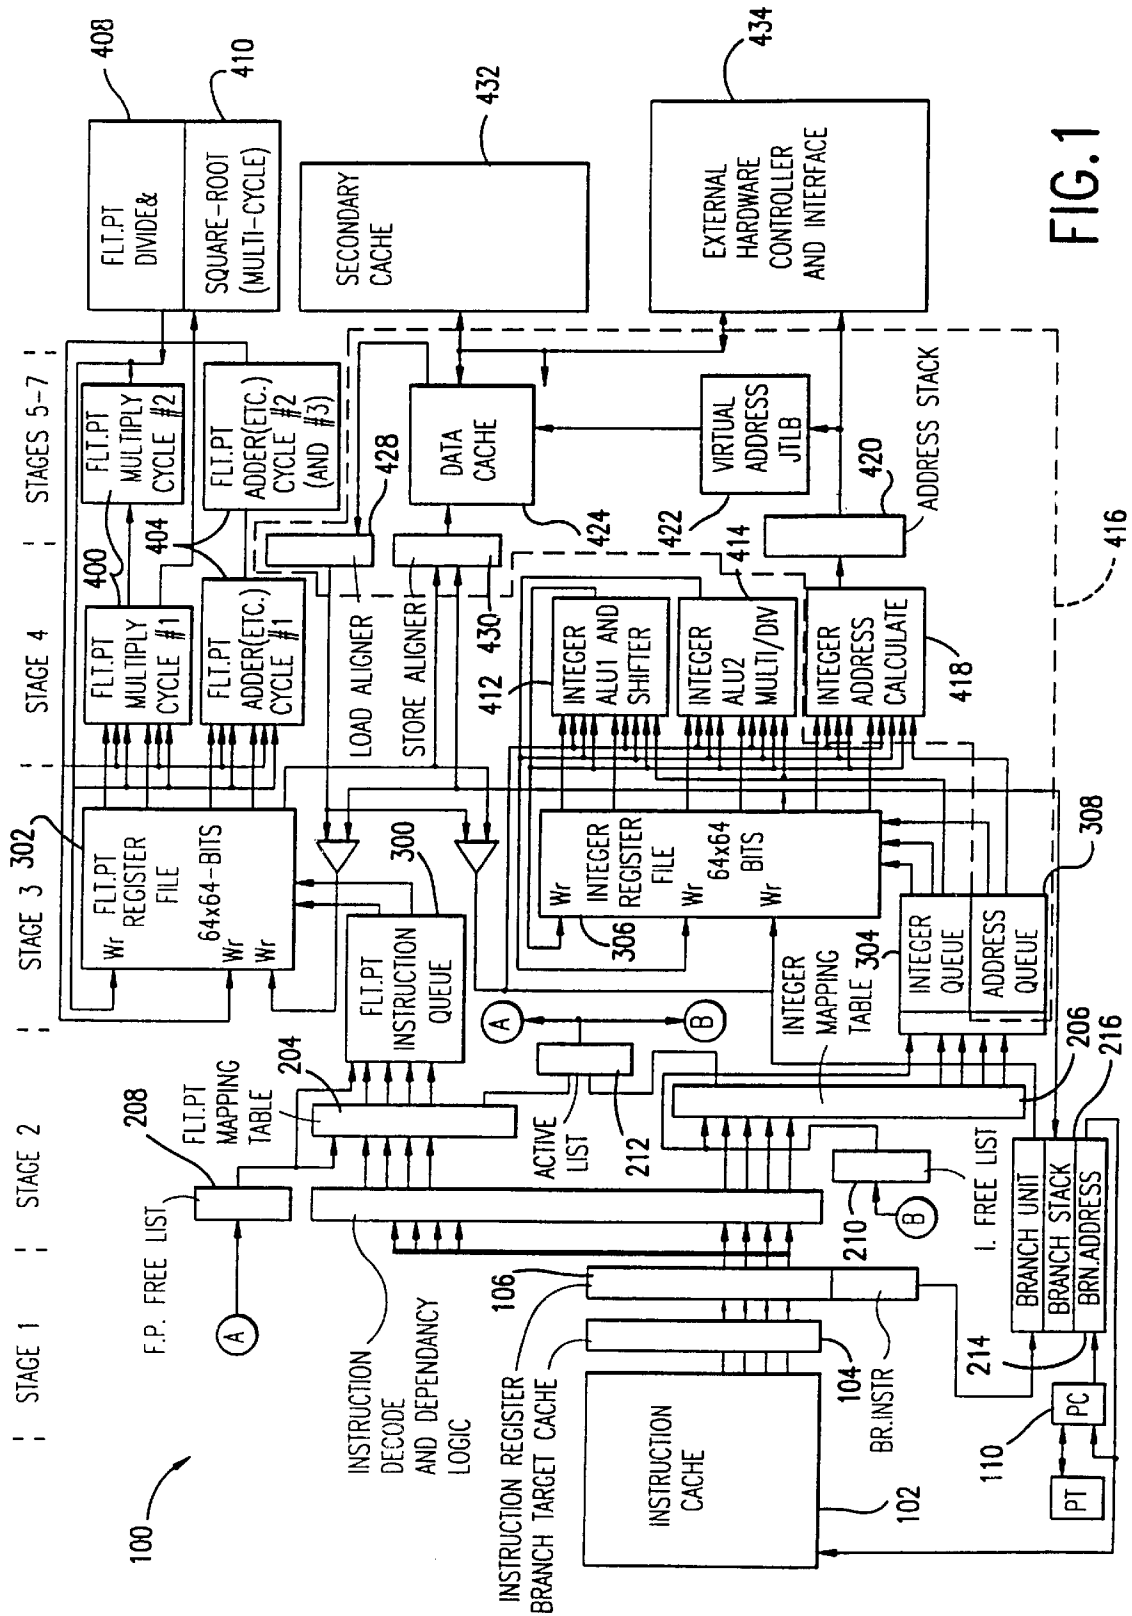 STAGE 1
STAGE 2
STAGE 3
STAGE 4
STAGES 5-7
100
F.P. FREE LIST
208
A
FLT.PT
MAPPING
TABLE
204
INSTRUCTION
DECODE
AND DEPENDANCY
LOGIC
INSTRUCTION REGISTER
BRANCH TARGET CACHE
106
104
INSTRUCTION
CACHE
102
BR.INSTR
PT
PC
110
214
BRANCH UNIT
BRANCH STACK
BRN.ADDRESS
216
I. FREE LIST
210
B
ACTIVE
LIST
212
A
B
INTEGER
MAPPING
TABLE
206
302
Wr
FLT.PT
REGISTER
FILE
64x64-BITS
Wr
Wr
FLT.PT
INSTRUCTION
QUEUE
300
Wr
INTEGER
REGISTER
FILE
Wr
64x64
BITS
Wr
306
304
INTEGER
QUEUE
ADDRESS
QUEUE
308
FLT.PT
MULTIPLY
CYCLE #1
400
FLT.PT
MULTIPLY
CYCLE #2
FLT.PT
ADDER(ETC.)
CYCLE #1
404
FLT.PT
ADDER(ETC.)
CYCLE #2
(AND #3)
FLT.PT
DIVIDE&
408
SQUARE-ROOT
(MULTI-CYCLE)
410
LOAD ALIGNER
428
STORE ALIGNER
430
DATA
CACHE
424
SECONDARY
CACHE
432
412
INTEGER
ALU1 AND
SHIFTER
INTEGER
ALU2
MULTI/DIV
414
INTEGER
ADDRESS
CALCULATE
418
VIRTUAL
ADDRESS
JTLB
422
420
ADDRESS STACK
EXTERNAL
HARDWARE
CONTROLLER
AND INTERFACE
434
416
FIG.1